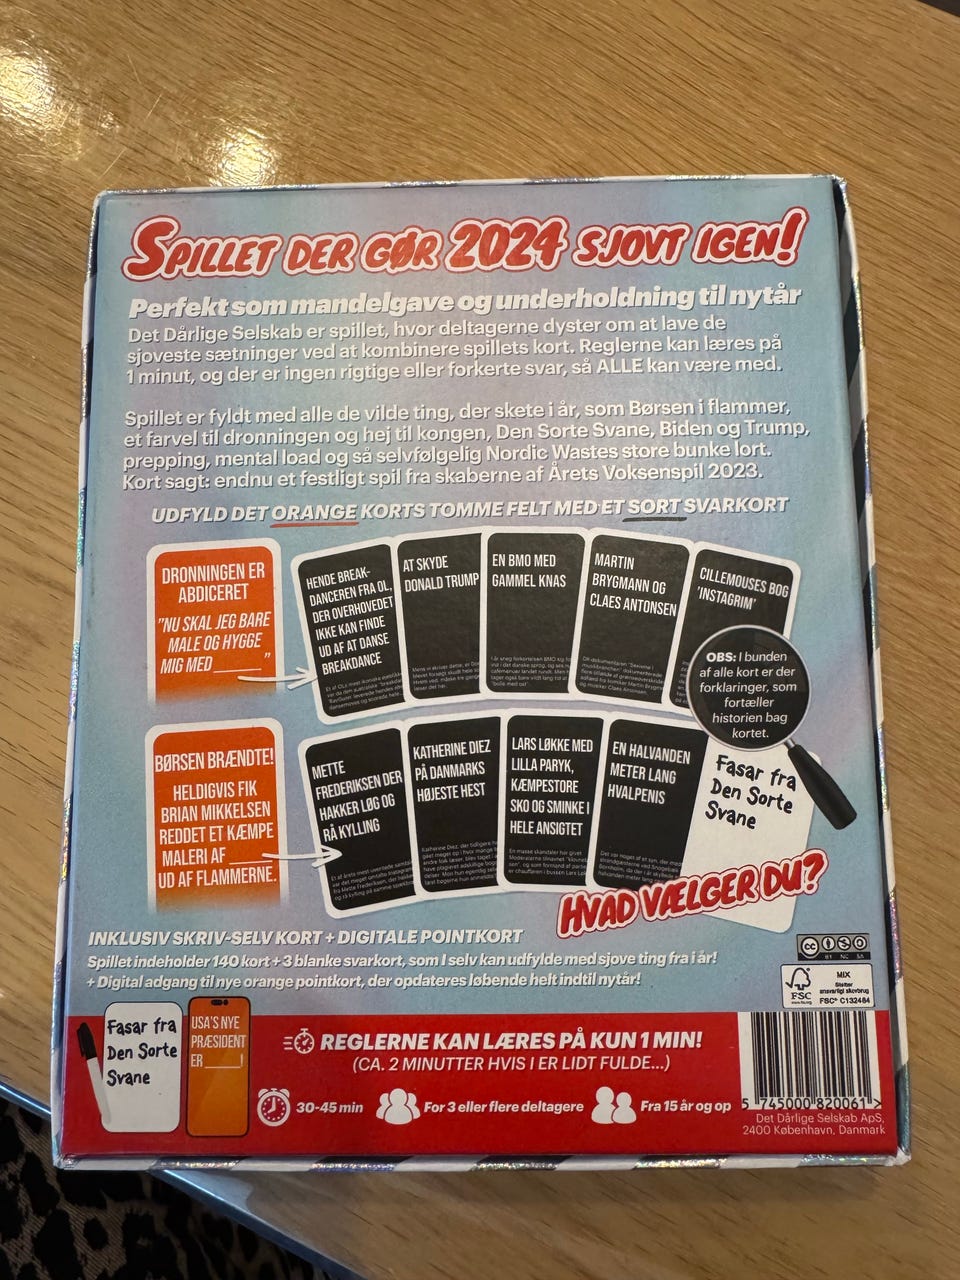 SPILLET DER GØR 2024 SJOVT IGEN!
Perfekt som mandelgave og underholdning til nytår
Det Dårlige Selskab er spillet, hvor deltagerne dyster om at lave de
sjoveste sætninger ved at kombinere spillets kort. Reglerne kan læres på
1 minut, og der er ingen rigtige eller forkerte svar, så ALLE kan være med.
Spillet er fyldt med alle de vilde ting, der skete i år, som Børsen i flammer,
et farvel til dronningen og hej til kongen, Den Sorte Svane, Biden og Trump,
prepping, mental load og så selvfølgelig Nordic Wastes store bunke lort.
Kort sagt: endnu et festligt spil fra skaberne af Årets Voksenspil 2023.
UDFYLD DET ORANGE KORTS TOMME FELT MED ET SORT SVARKORT
DRONNINGEN ER
ABDICERET
"NU SKAL JEG BARE
MALE OG HYGGE
MIG MED ______"
HENDE BREAK-
DANCEREN FRA OL,
DER OVERHOVEDET
IKKE KAN FINDE
UD AF AT DANSE
BREAKDANCE
AT SKYDE
DONALD TRUMP
EN BMO MED
GAMMEL KNAS
MARTIN
BRYGMANN OG
CLAES ANTONSEN
CILLEMOUSES BOG
'INSTAGRIM'
OBS: I bunden
af alle kort er der
forklaringer, som
fortæller
historien bag
kortet.
BØRSEN BRÆNDTE!
HELDIGVIS FIK
BRIAN MIKKELSEN
REDDET ET KÆMPE
MALERI AF ____
UD AF FLAMMERNE.
METTE
FREDERIKSEN DER
HAKKER LØG OG
RÅ KYLLING
KATHERINE DIEZ
PÅ DANMARKS
HØJESTE HEST
LARS LØKKE MED
LILLA PARYK,
KÆMPESTORE
SKO OG SMINKE I
HELE ANSIGTET
EN HALVANDEN
METER LANG
HVALPENIS
Fasar fra
Den Sorte
Svane
HVAD VÆLGER DU?
INKLUSIV SKRIV-SELV KORT + DIGITALE POINTKORT
Spillet indeholder 140 kort + 3 blanke svarkort, som I selv kan udfylde med sjove ting fra i år!
+ Digital adgang til nye orange pointkort, der opdateres løbende helt indtil nytår!
CC BY NC SA
FSC
www.fsc.org
MIX
Støtter
ansvarligt skovbrug
FSC® C132484
Fasar fra
Den Sorte
Svane
USA'S NYE
PRÆSIDENT
ER ____!
REGLERNE KAN LÆRES PÅ KUN 1 MIN!
(CA. 2 MINUTTER HVIS I ER LIDT FULDE...)
30-45 min
For 3 eller flere deltagere
Fra 15 år og op
5 745000 820061 >
Det Dårlige Selskab ApS,
2400 København, Danmark